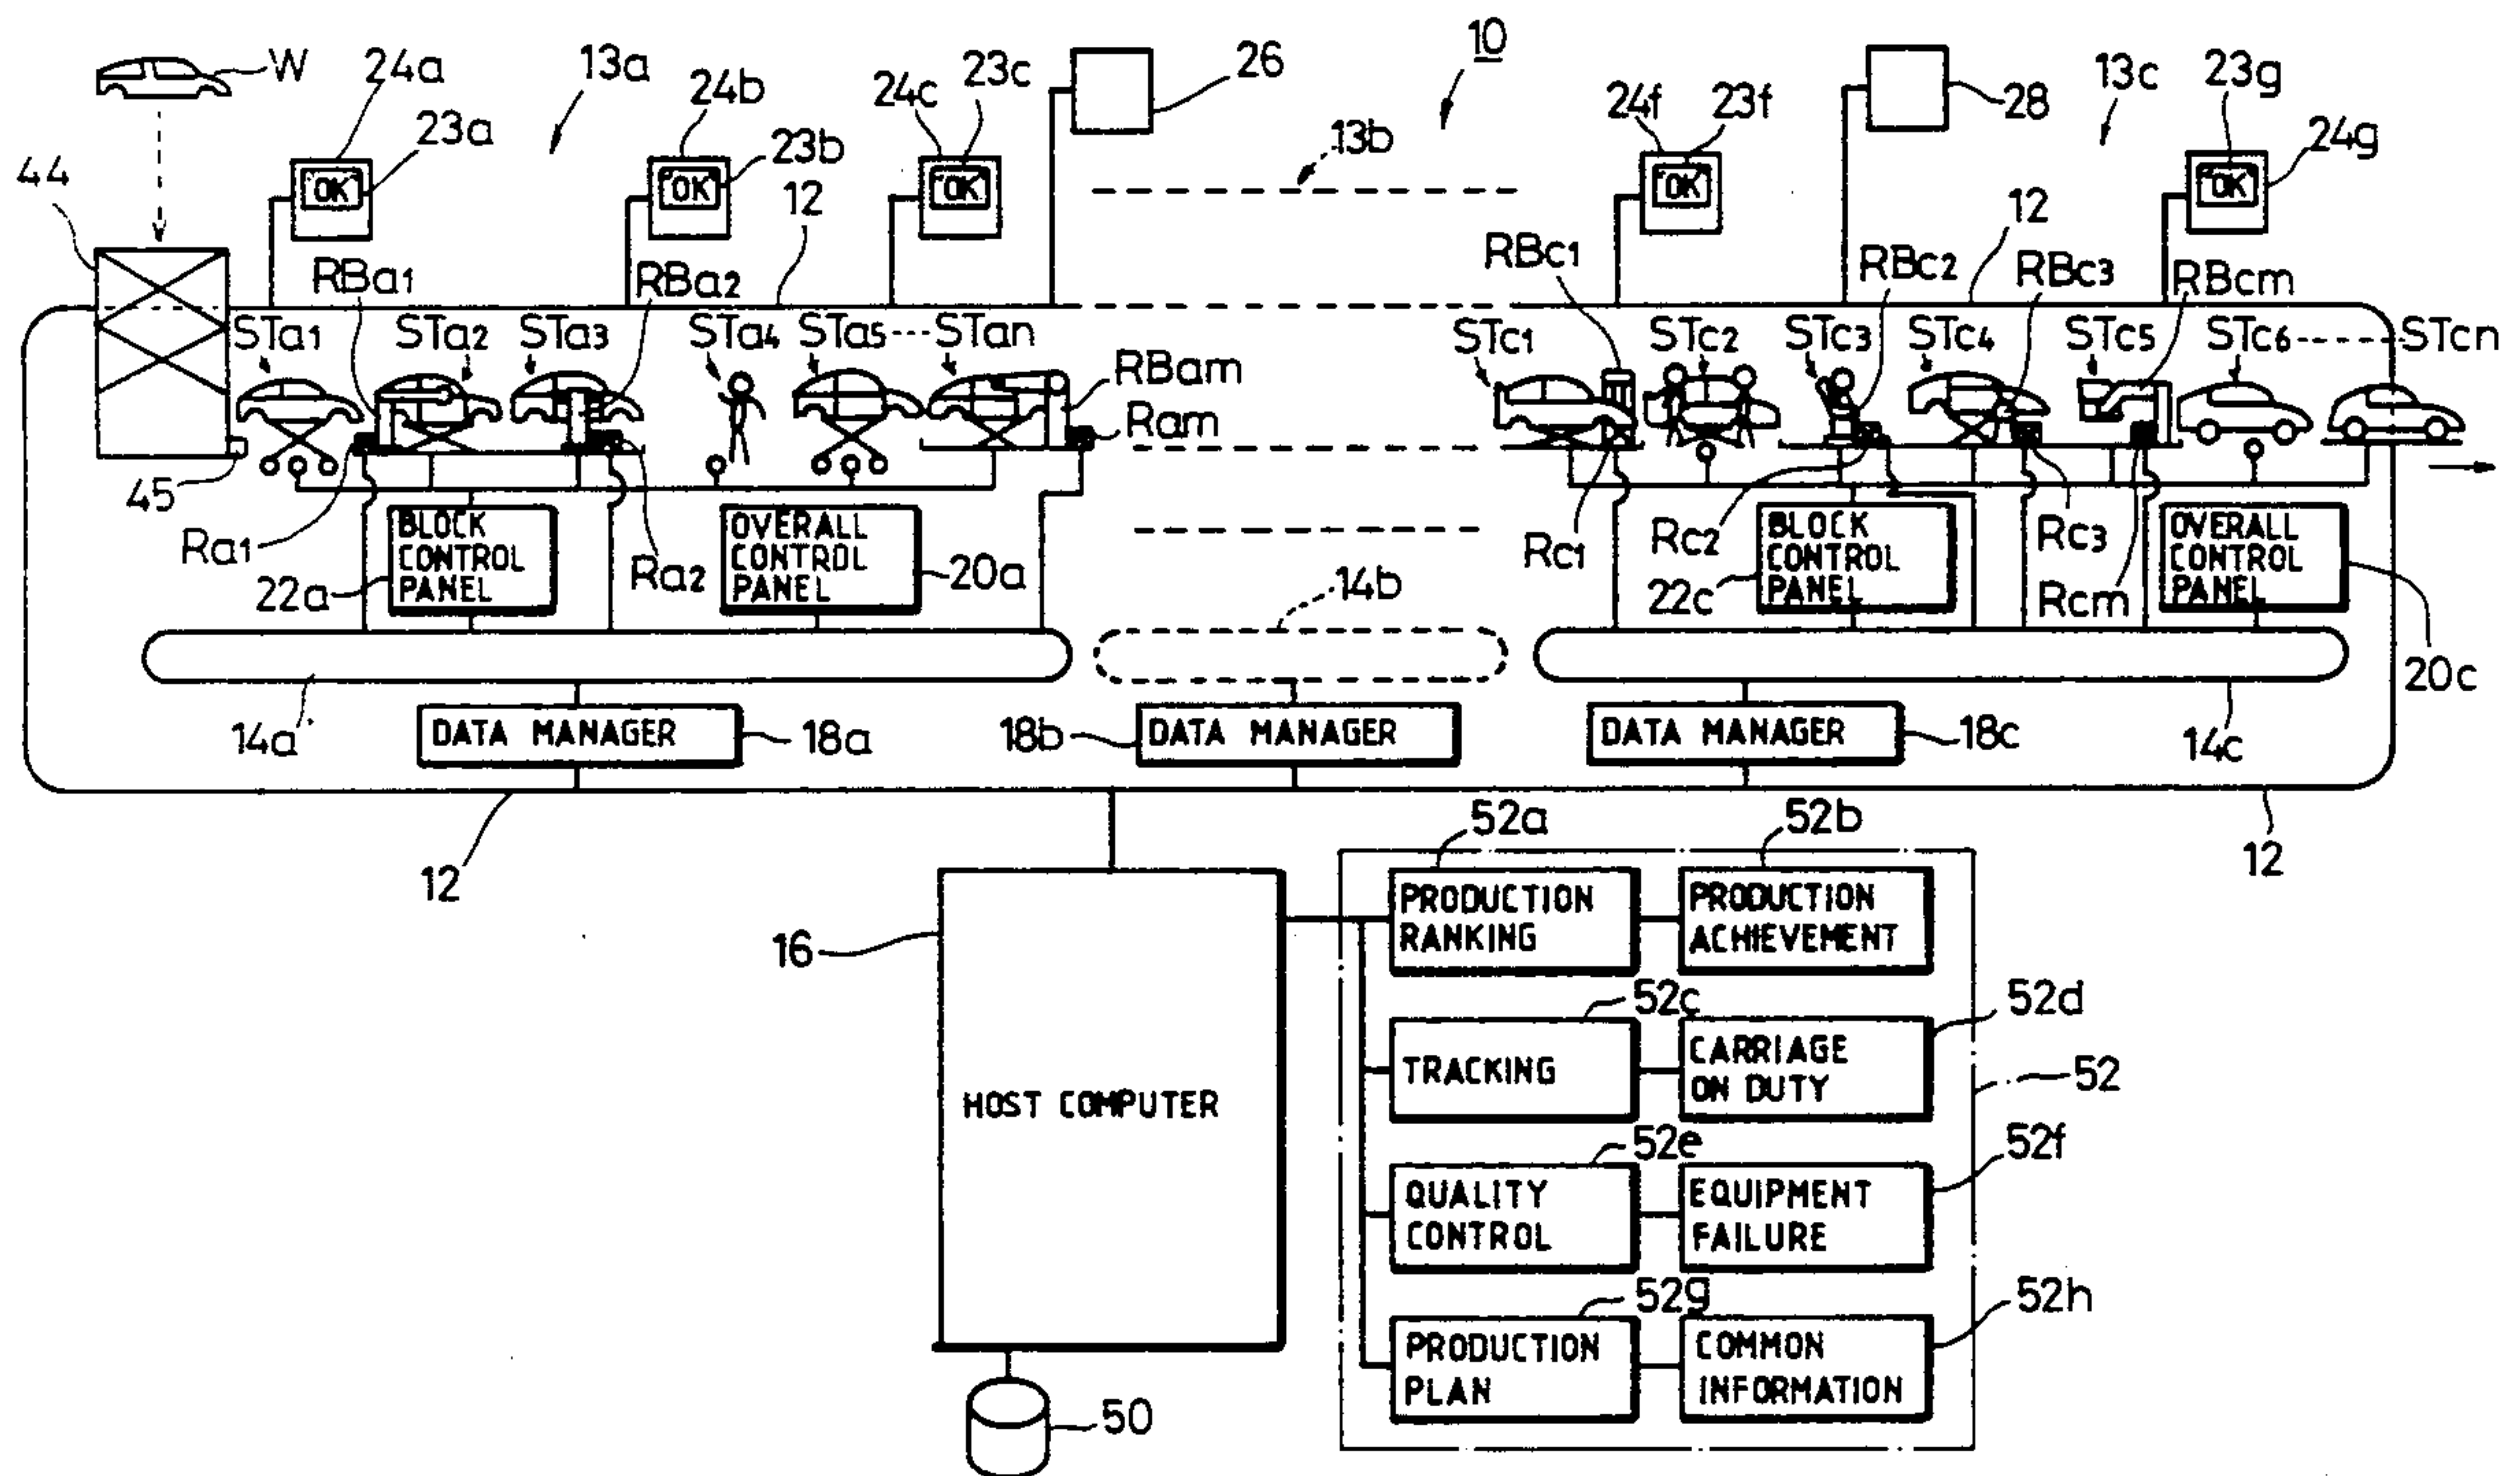 10
W
24a
13a
26
24b
24c
23c
24f
23f
28
13c
23g
23a
23b
13b
24g
44
OK
OK
OK
OK
OK
12
12
RBa1
RBa2
RBc1
RBc2
RBc3
RBcm
STa1
STa2
STa3
STa4
STa5
STan
STc1
STc2
STc3
STc4
STc5
STc6
STcn
RBam
Ram
45
Ra1
Ra2
Rc1
Rc2
Rc3
Rcm
BLOCK
CONTROL
PANEL
22a
OVERALL
CONTROL
PANEL
20a
14b
BLOCK
CONTROL
PANEL
22c
OVERALL
CONTROL
PANEL
20c
14a
DATA MANAGER
18a
18b
DATA MANAGER
DATA MANAGER
18c
14c
12
12
52a
52b
16
HOST COMPUTER
PRODUCTION
RANKING
PRODUCTION
ACHIEVEMENT
52c
52d
TRACKING
CARRIAGE
ON DUTY
52
52e
52f
QUALITY
CONTROL
EQUIPMENT
FAILURE
52g
52h
PRODUCTION
PLAN
COMMON
INFORMATION
50